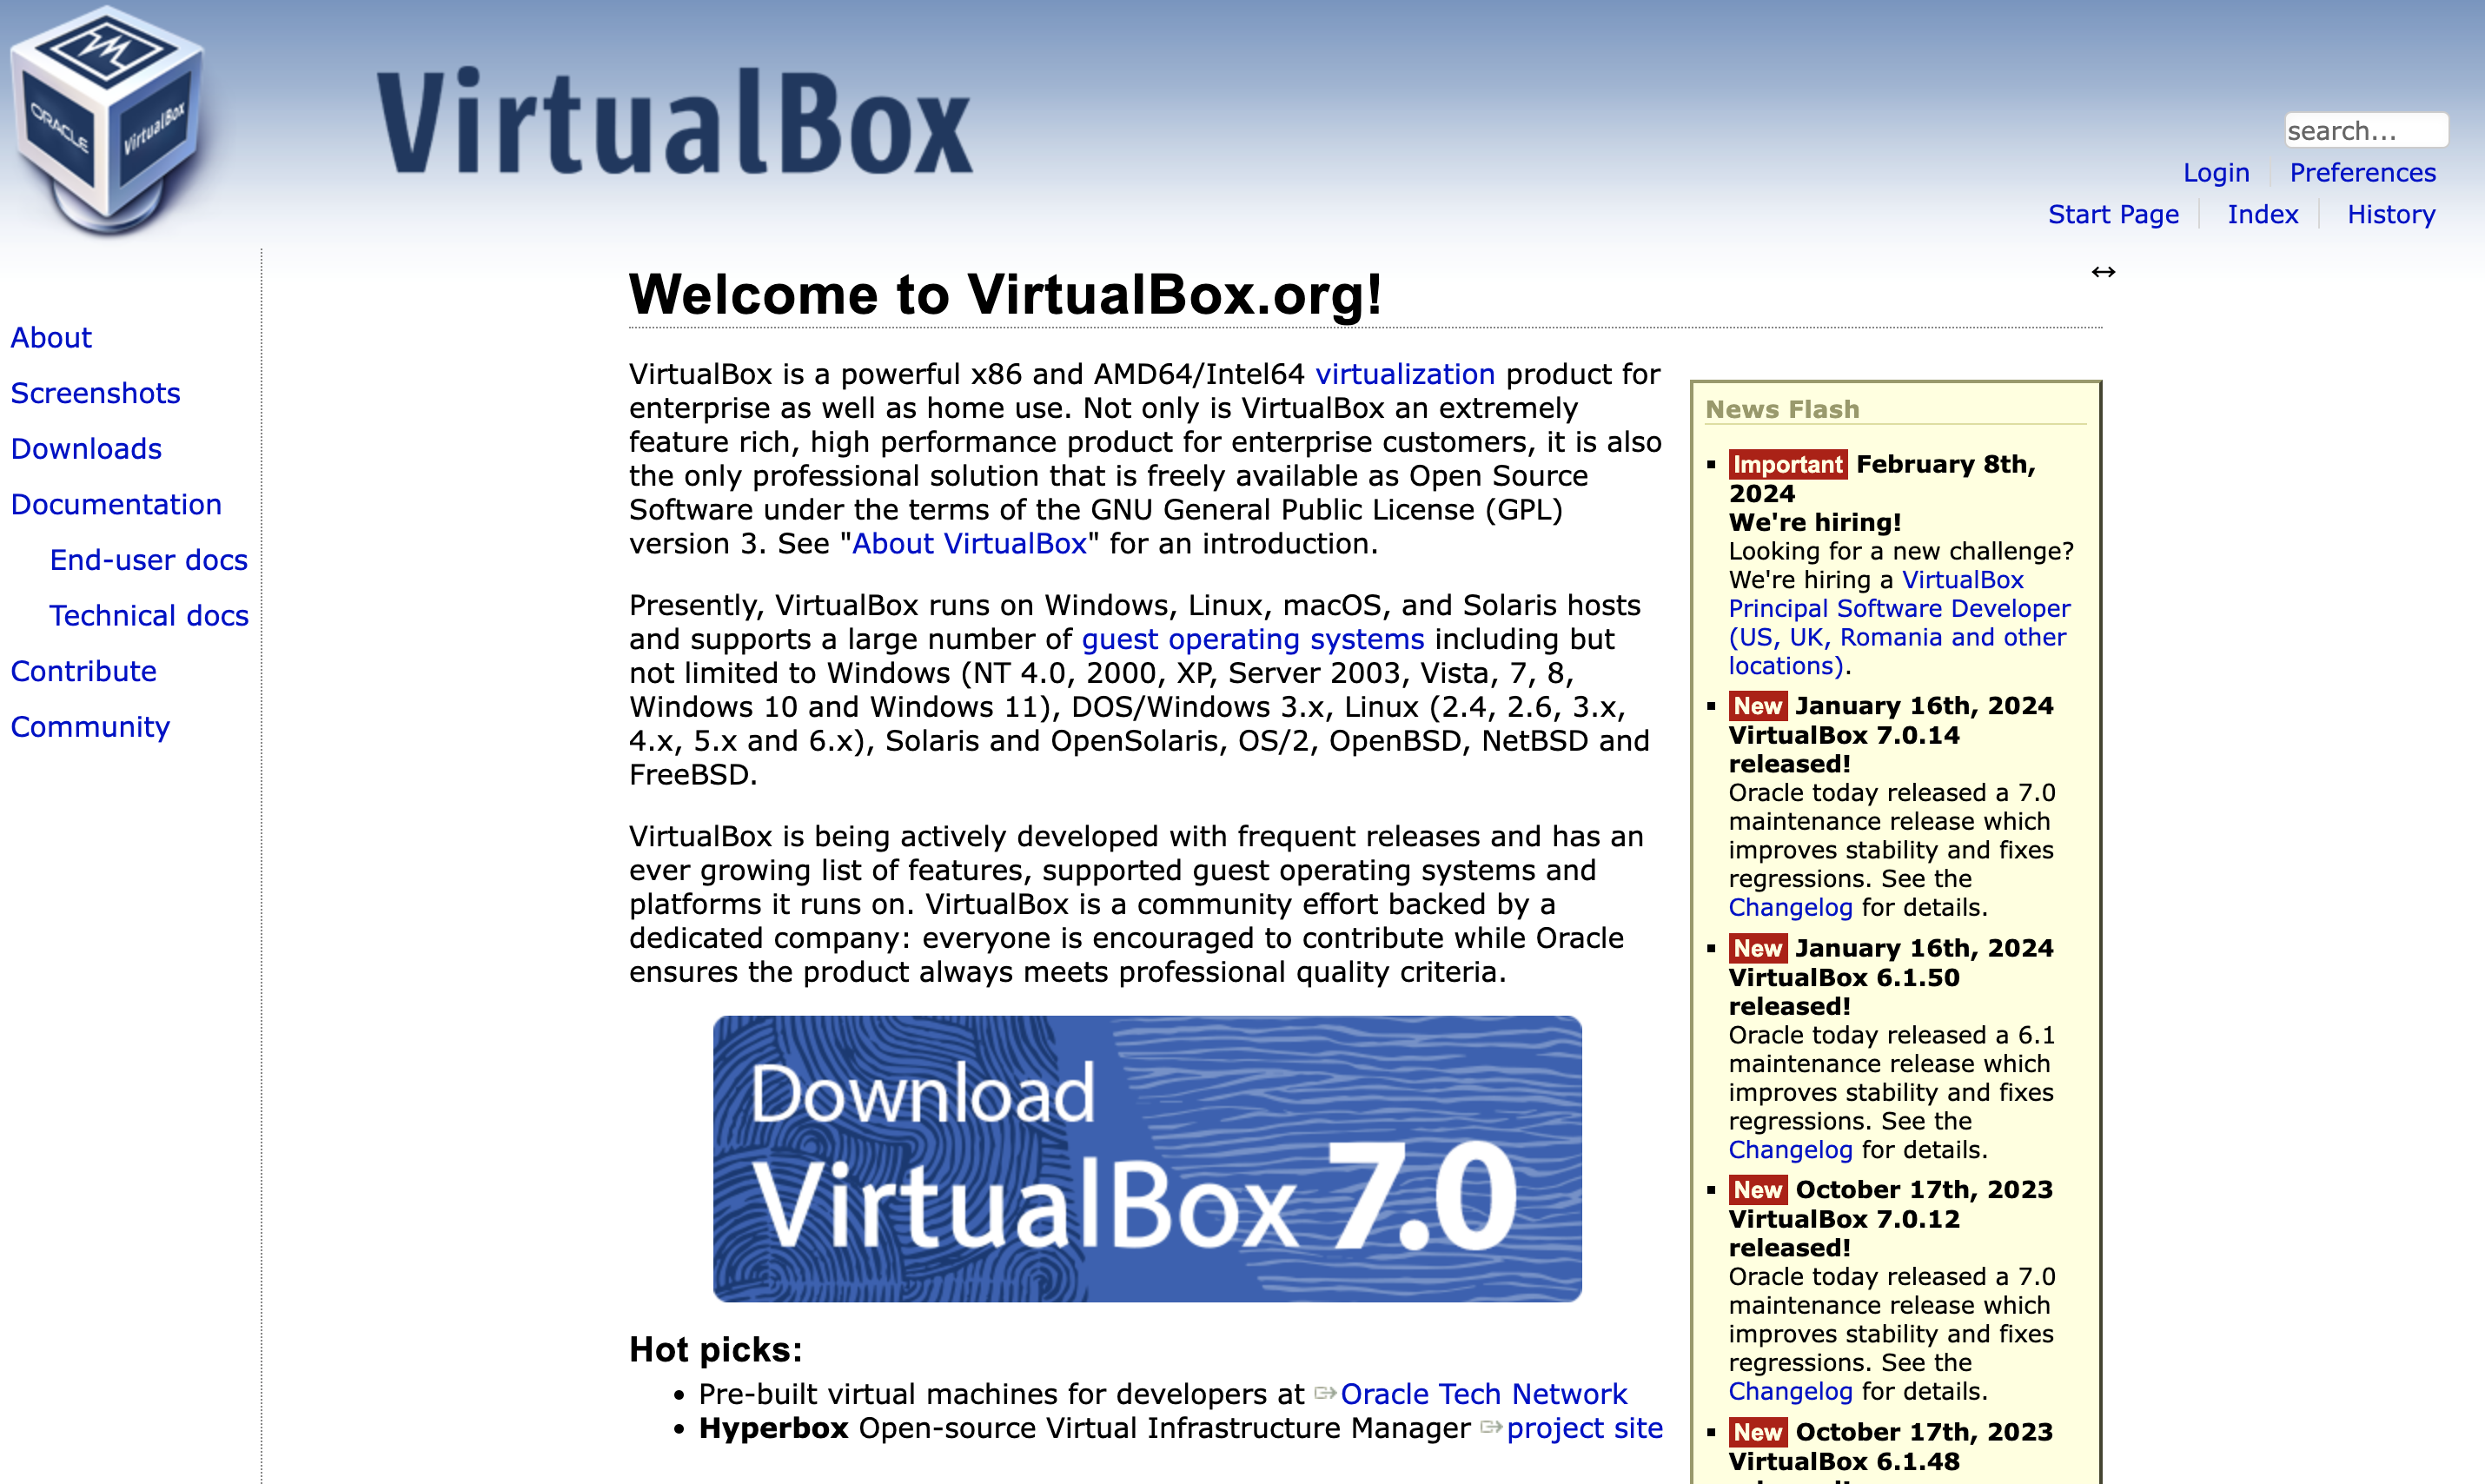 ORACLE
VirtualBox
VirtualBox
search...
Login
Preferences
Start Page
Index
History
About
Screenshots
Downloads
Documentation
End-user docs
Technical docs
Contribute
Community
Welcome to VirtualBox.org!
↔
VirtualBox is a powerful x86 and AMD64/Intel64 virtualization product for
enterprise as well as home use. Not only is VirtualBox an extremely
feature rich, high performance product for enterprise customers, it is also
the only professional solution that is freely available as Open Source
Software under the terms of the GNU General Public License (GPL)
version 3. See "About VirtualBox" for an introduction.
Presently, VirtualBox runs on Windows, Linux, macOS, and Solaris hosts
and supports a large number of guest operating systems including but
not limited to Windows (NT 4.0, 2000, XP, Server 2003, Vista, 7, 8,
Windows 10 and Windows 11), DOS/Windows 3.x, Linux (2.4, 2.6, 3.x,
4.x, 5.x and 6.x), Solaris and OpenSolaris, OS/2, OpenBSD, NetBSD and
FreeBSD.
VirtualBox is being actively developed with frequent releases and has an
ever growing list of features, supported guest operating systems and
platforms it runs on. VirtualBox is a community effort backed by a
dedicated company: everyone is encouraged to contribute while Oracle
ensures the product always meets professional quality criteria.
Download
VirtualBox 7.0
Hot picks:
• Pre-built virtual machines for developers at Oracle Tech Network
• Hyperbox Open-source Virtual Infrastructure Manager project site
News Flash
▪ Important February 8th,
2024
We're hiring!
Looking for a new challenge?
We're hiring a VirtualBox
Principal Software Developer
(US, UK, Romania and other
locations).
▪ New January 16th, 2024
VirtualBox 7.0.14
released!
Oracle today released a 7.0
maintenance release which
improves stability and fixes
regressions. See the
Changelog for details.
▪ New January 16th, 2024
VirtualBox 6.1.50
released!
Oracle today released a 6.1
maintenance release which
improves stability and fixes
regressions. See the
Changelog for details.
▪ New October 17th, 2023
VirtualBox 7.0.12
released!
Oracle today released a 7.0
maintenance release which
improves stability and fixes
regressions. See the
Changelog for details.
▪ New October 17th, 2023
VirtualBox 6.1.48